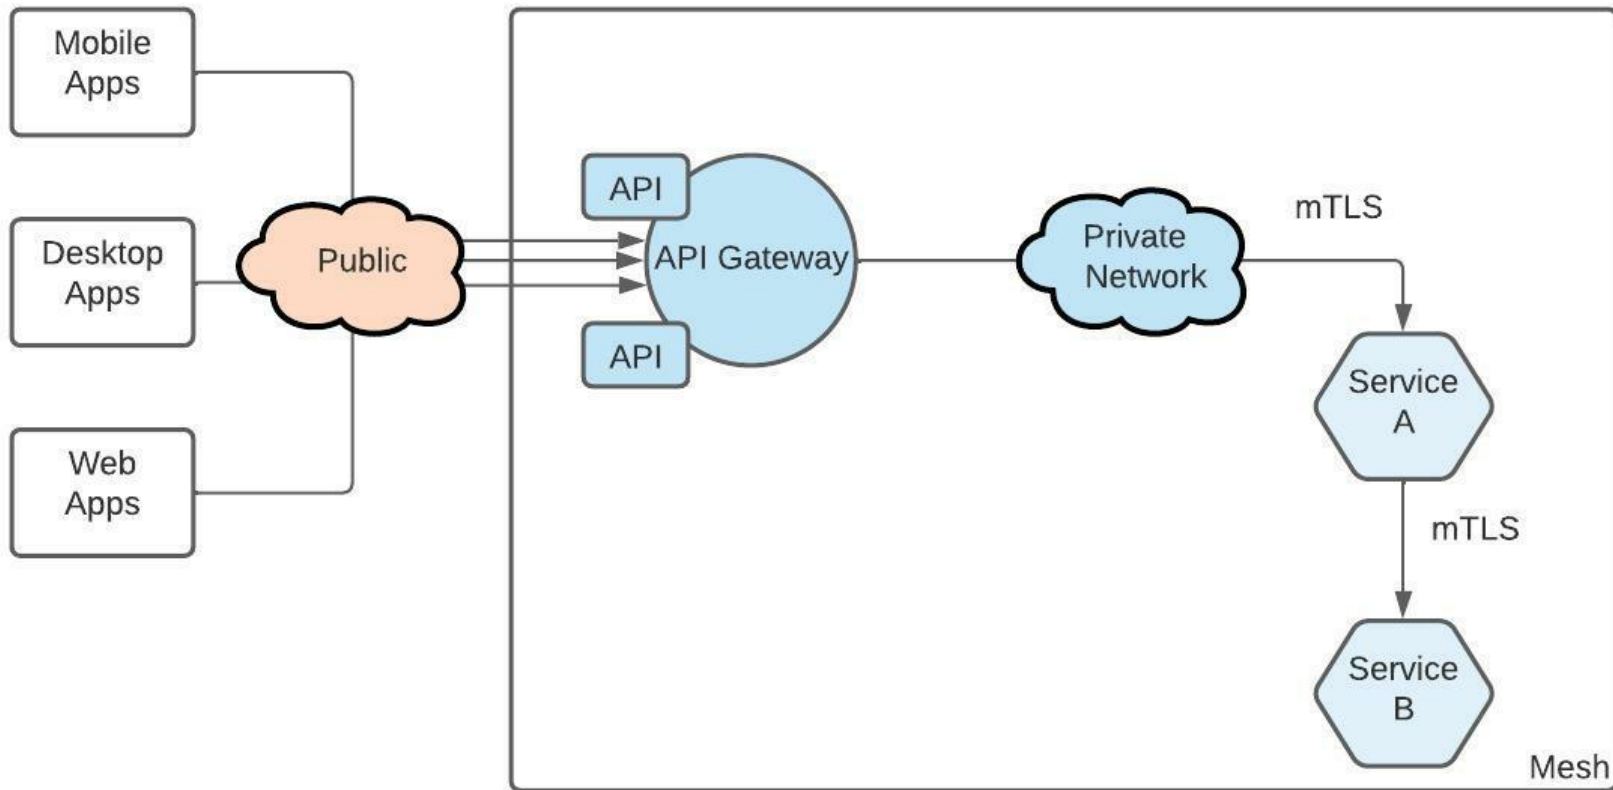 Mobile
Apps
Desktop
Apps
Web
Apps
Public
API
API Gateway
API
Private
Network
mTLS
Service
A
mTLS
Service
B
Mesh